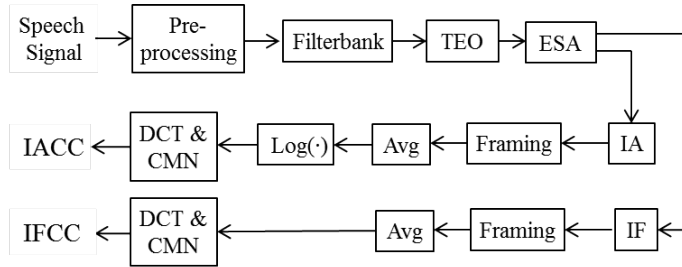 Speech
Signal
Pre-
processing
Filterbank
TEO
ESA
IACC
DCT &
CMN
Log(·)
Avg
Framing
IA
IFCC
DCT &
CMN
Avg
Framing
IF